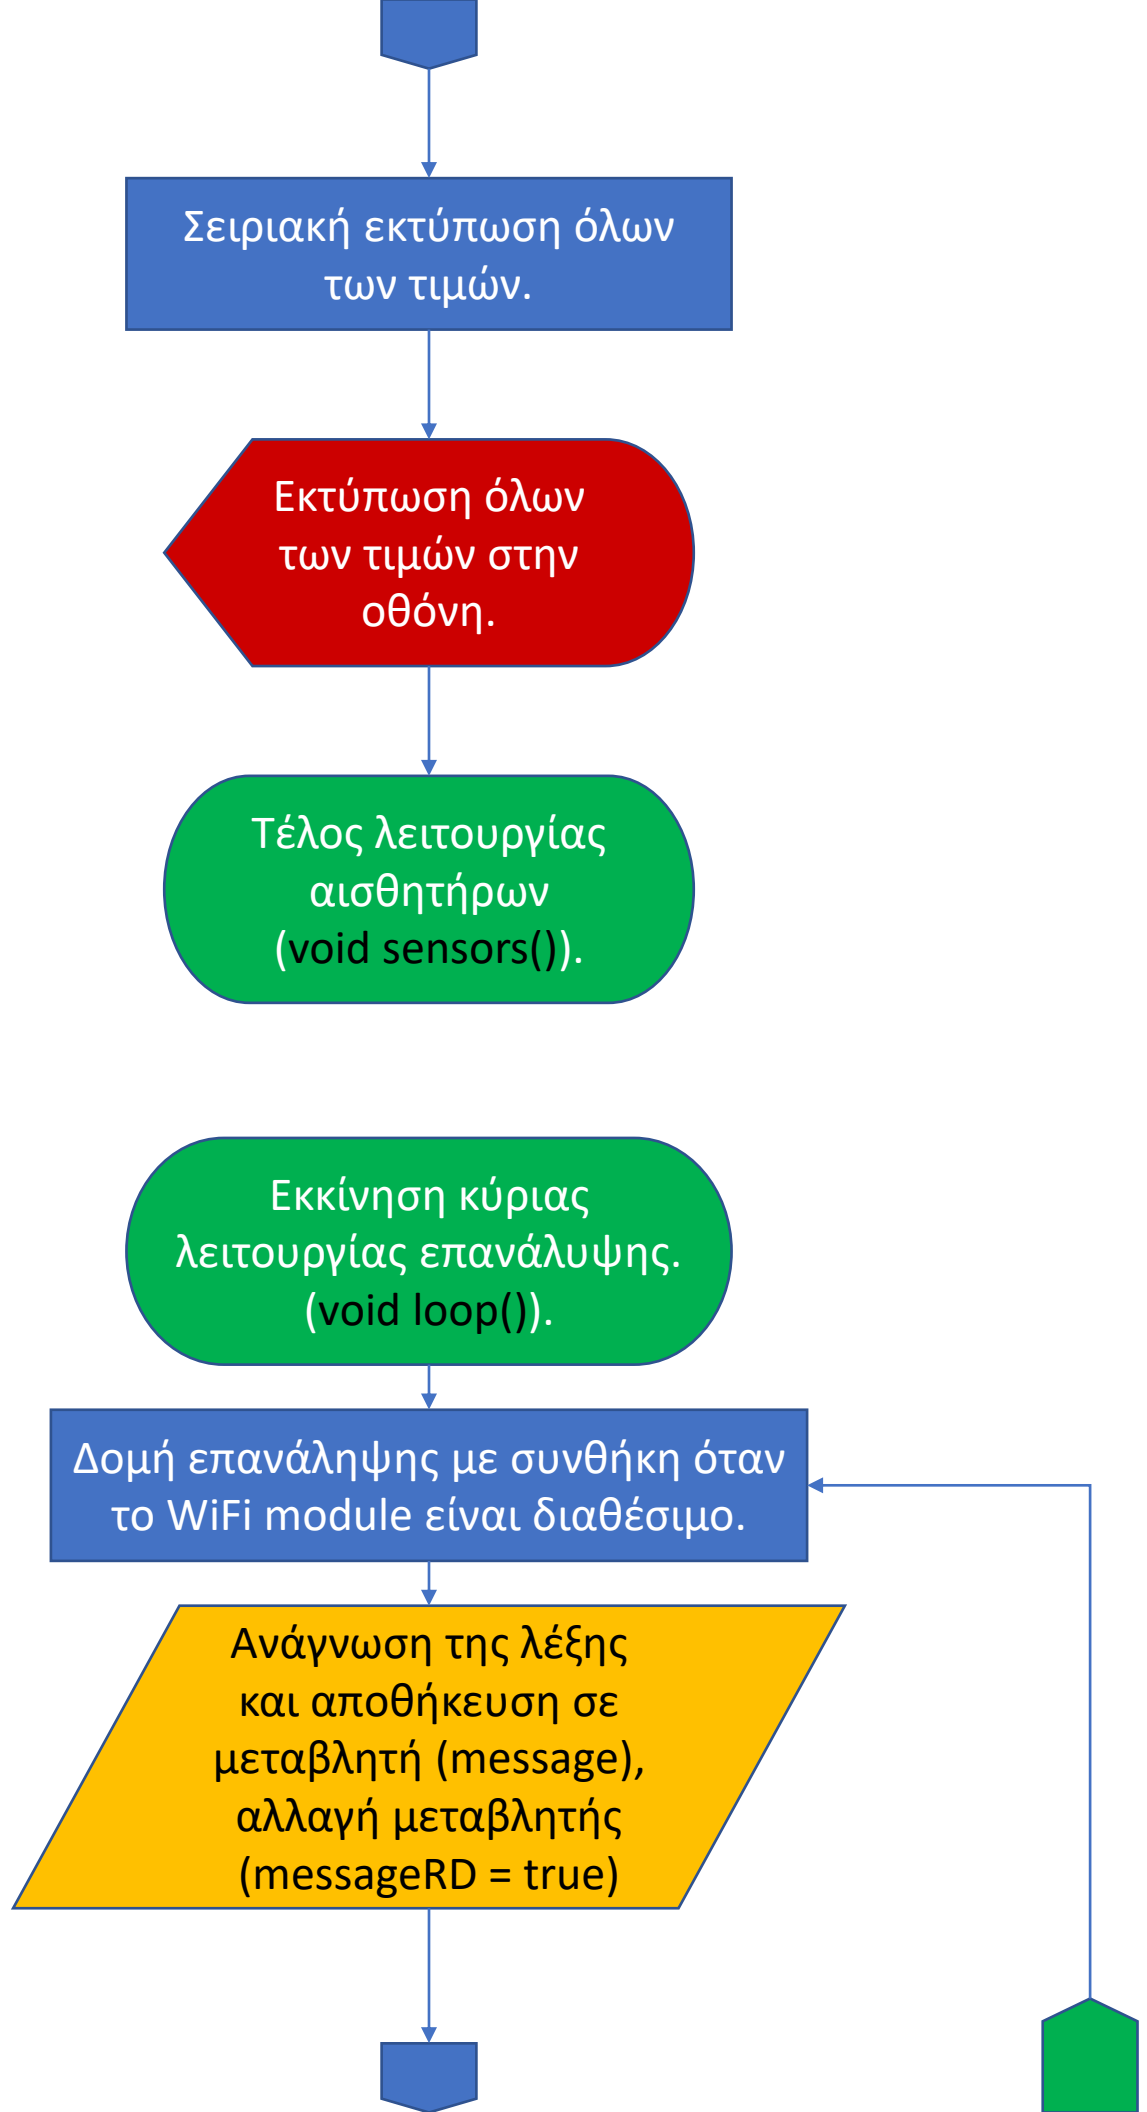 Σειριακή εκτύπωση όλων
των τιμών.
Εκτύπωση όλων
των τιμών στην
οθόνη.
Τέλος λειτουργίας
αισθητήρων
(void sensors()).
Εκκίνηση κύριας
λειτουργίας επανάλυψης.
(void loop()).
Δομή επανάληψης με συνθήκη όταν
το WiFi module είναι διαθέσιμο.
Ανάγνωση της λέξης
και αποθήκευση σε
μεταβλητή (message),
αλλαγή μεταβλητής
(messageRD = true)